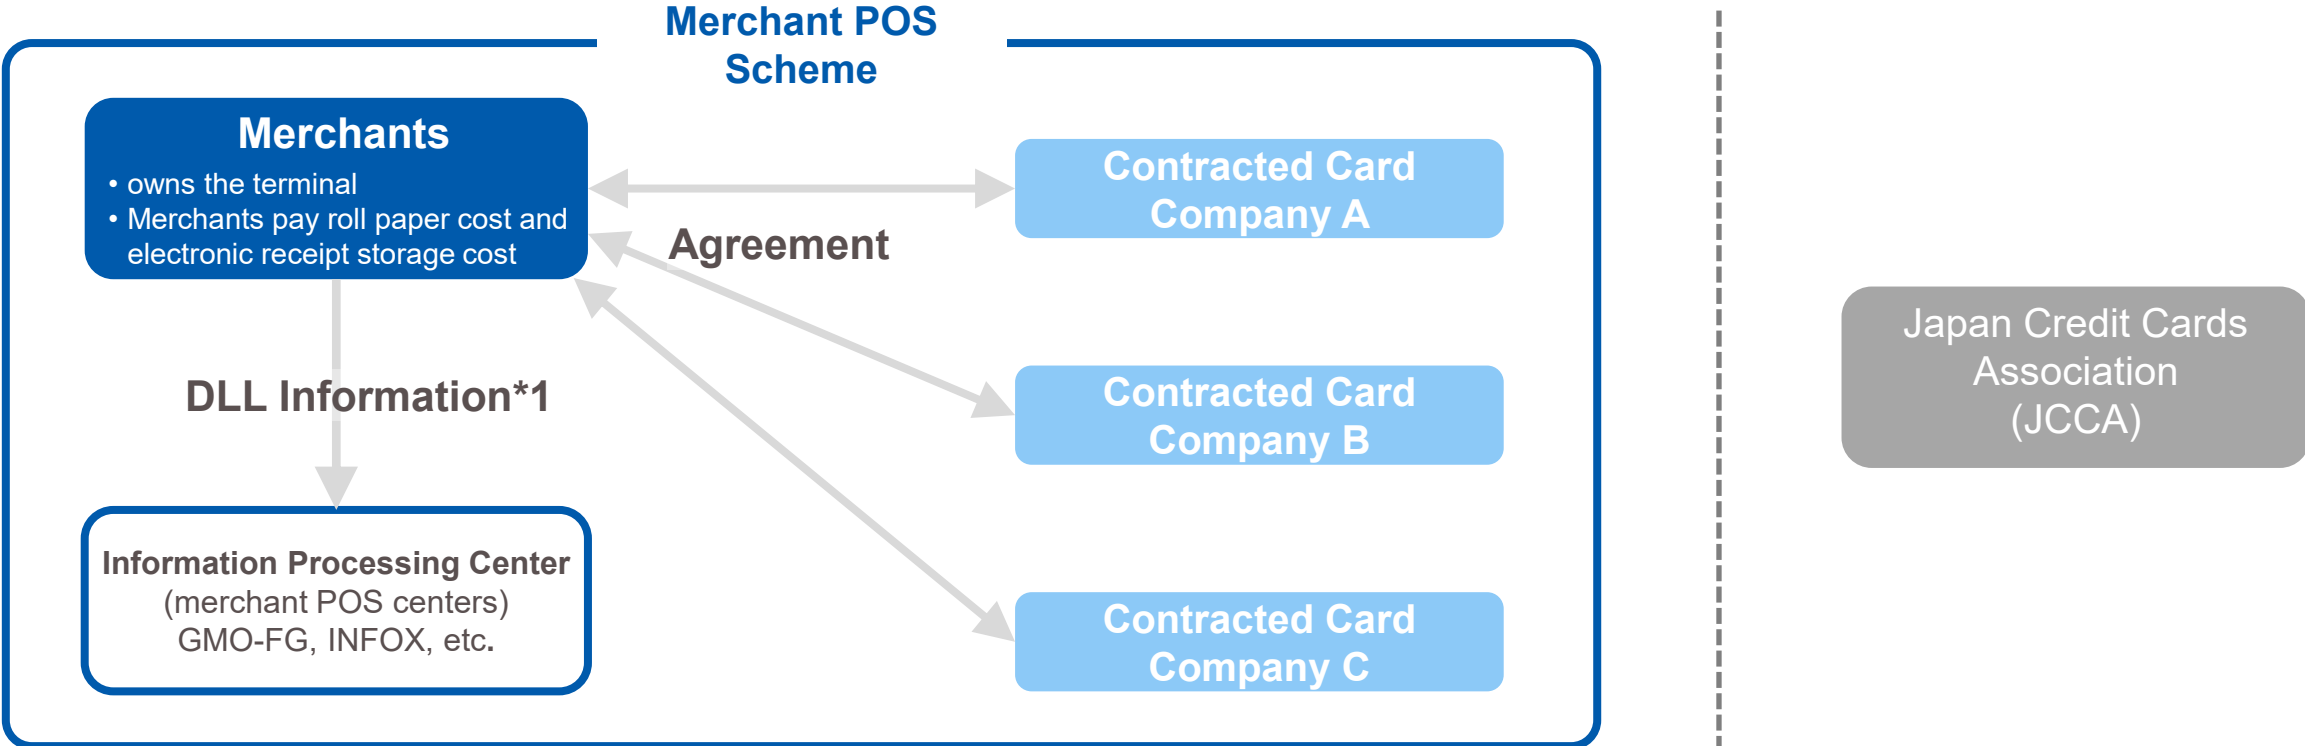 Merchant POS
Scheme
Merchants
• owns the terminal
• Merchants pay roll paper cost and
electronic receipt storage cost
Agreement
Contracted Card
Company A
DLL Information*1
Contracted Card
Company B
Information Processing Center
(merchant POS centers)
GMO-FG, INFOX, etc.
Contracted Card
Company C
Japan Credit Cards
Association
(JCCA)